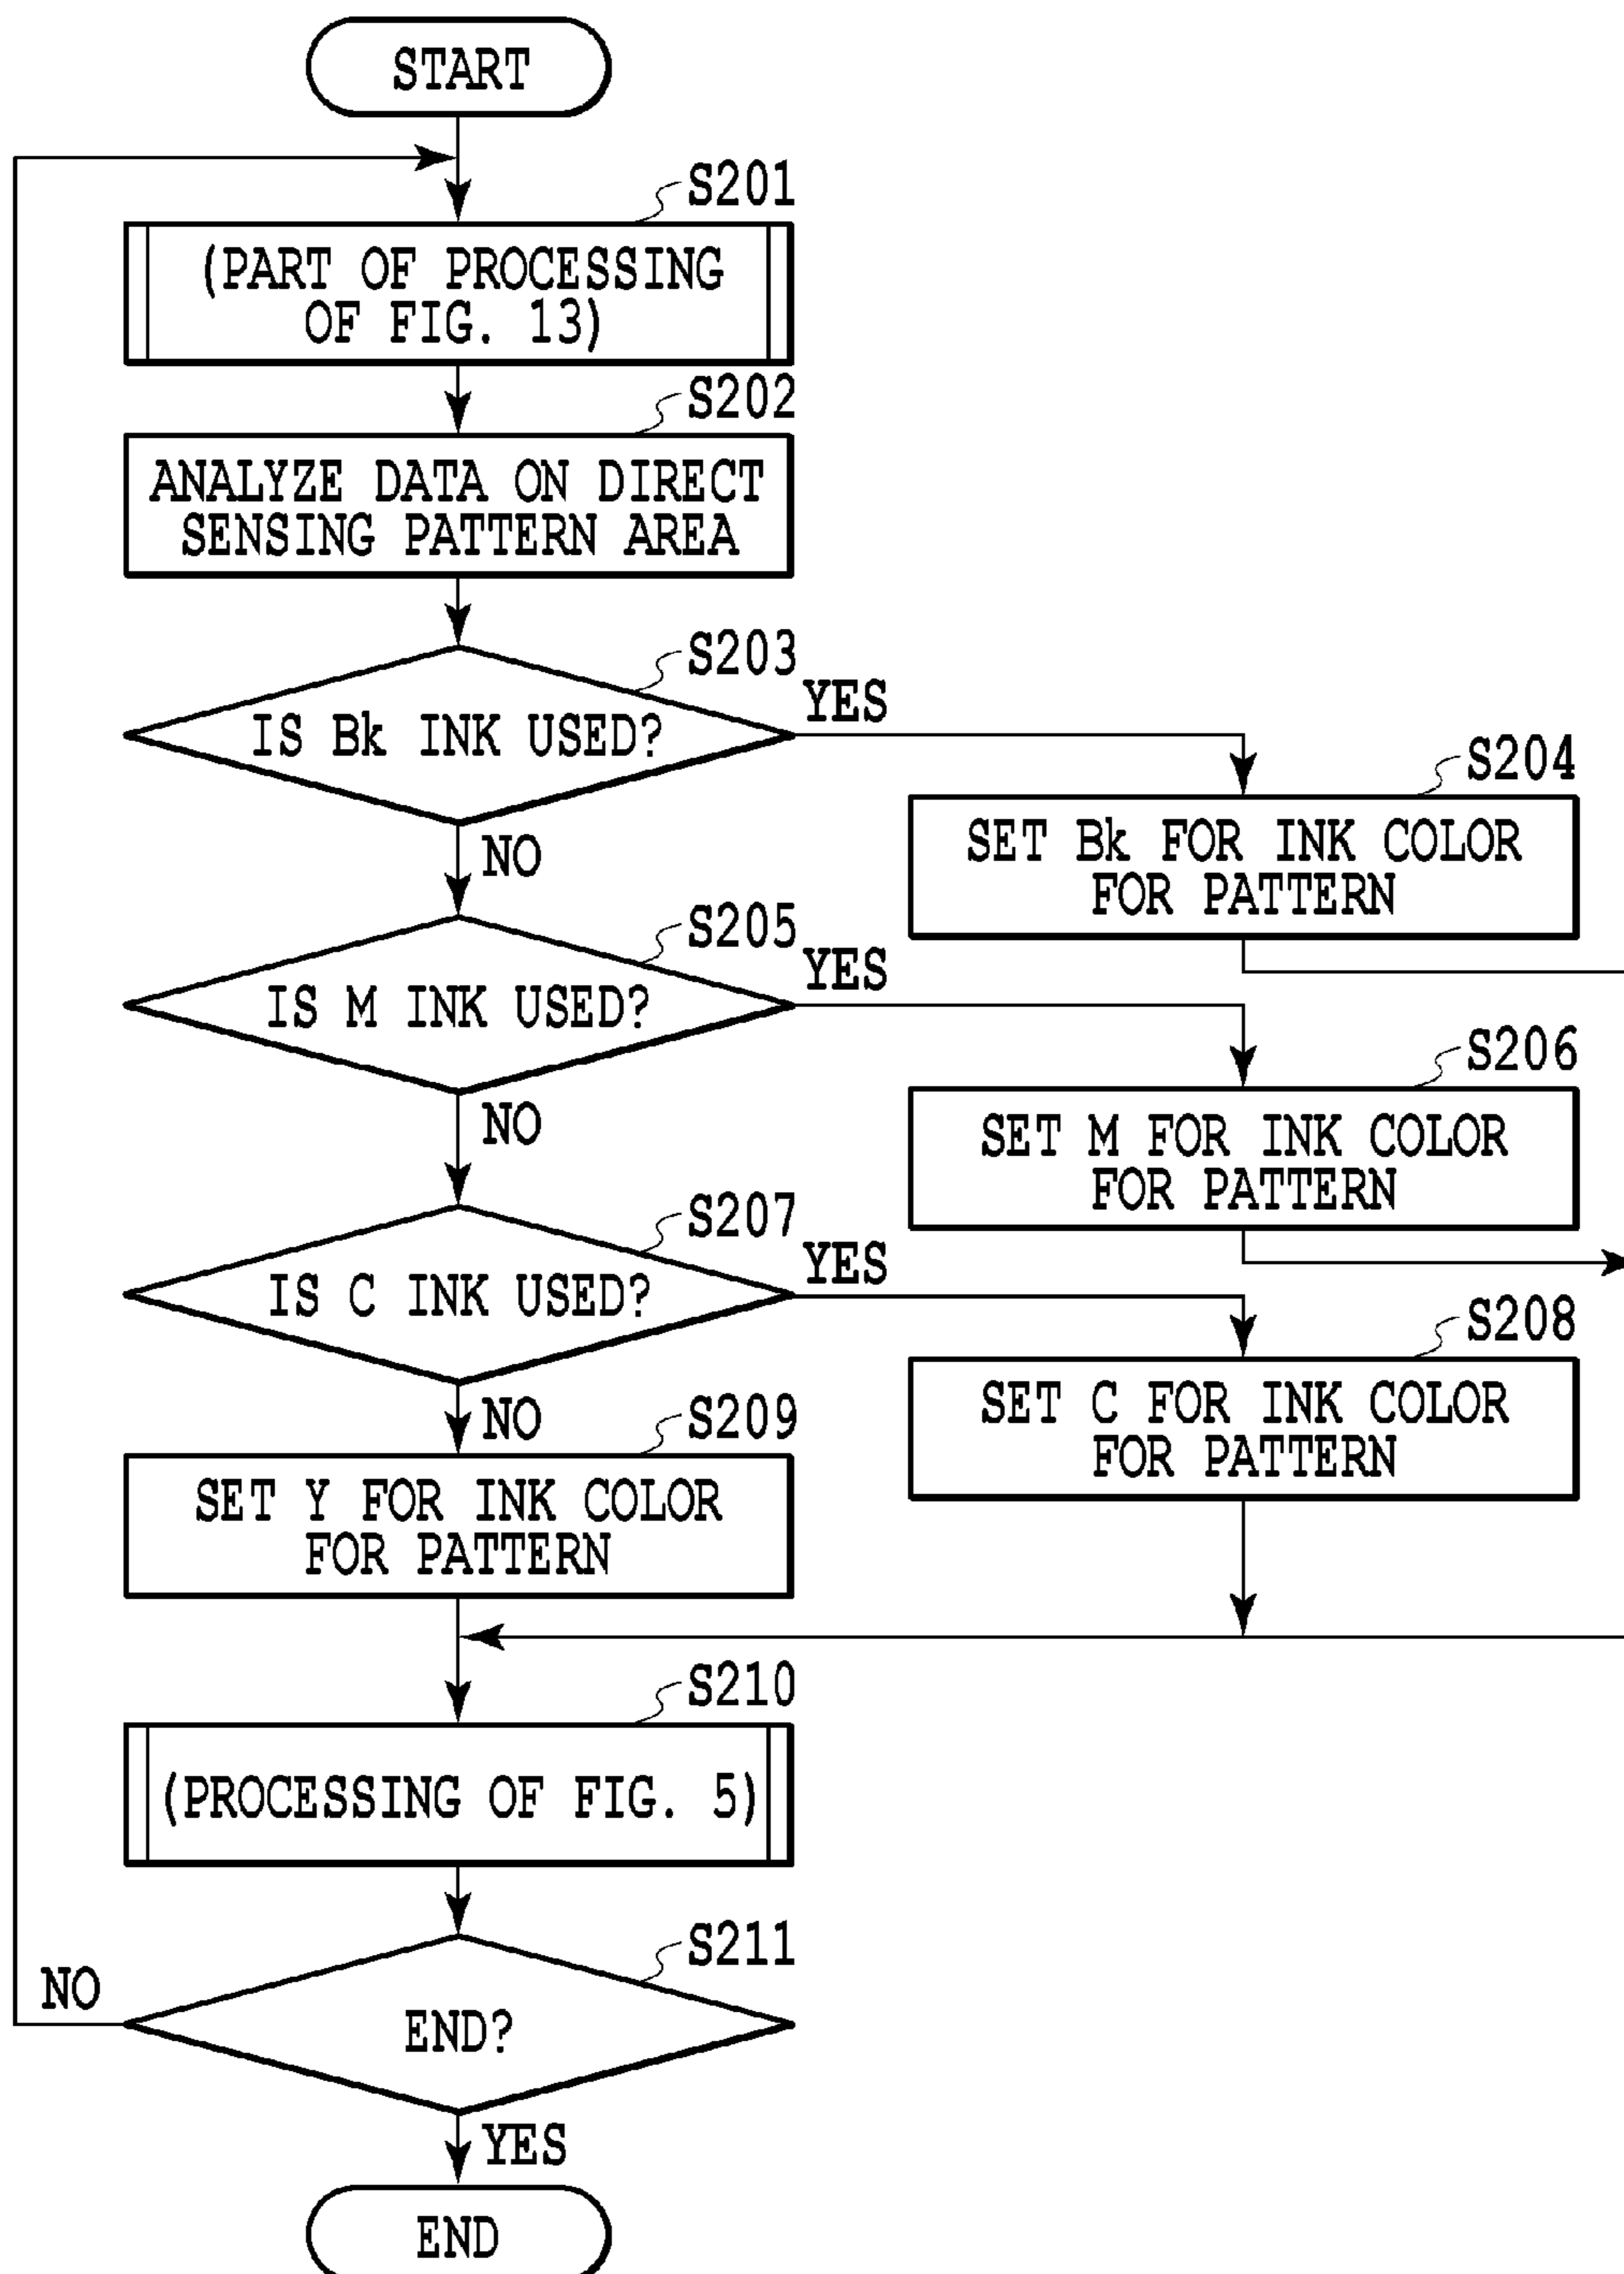 START
S201
(PART OF PROCESSING
OF FIG. 13)
S202
ANALYZE DATA ON DIRECT
SENSING PATTERN AREA
S203
IS Bk INK USED?
YES
NO
S204
SET Bk FOR INK COLOR
FOR PATTERN
S205
IS M INK USED?
YES
NO
S206
SET M FOR INK COLOR
FOR PATTERN
S207
IS C INK USED?
YES
NO
S208
SET C FOR INK COLOR
FOR PATTERN
S209
SET Y FOR INK COLOR
FOR PATTERN
S210
(PROCESSING OF FIG. 5)
S211
END?
NO
YES
END